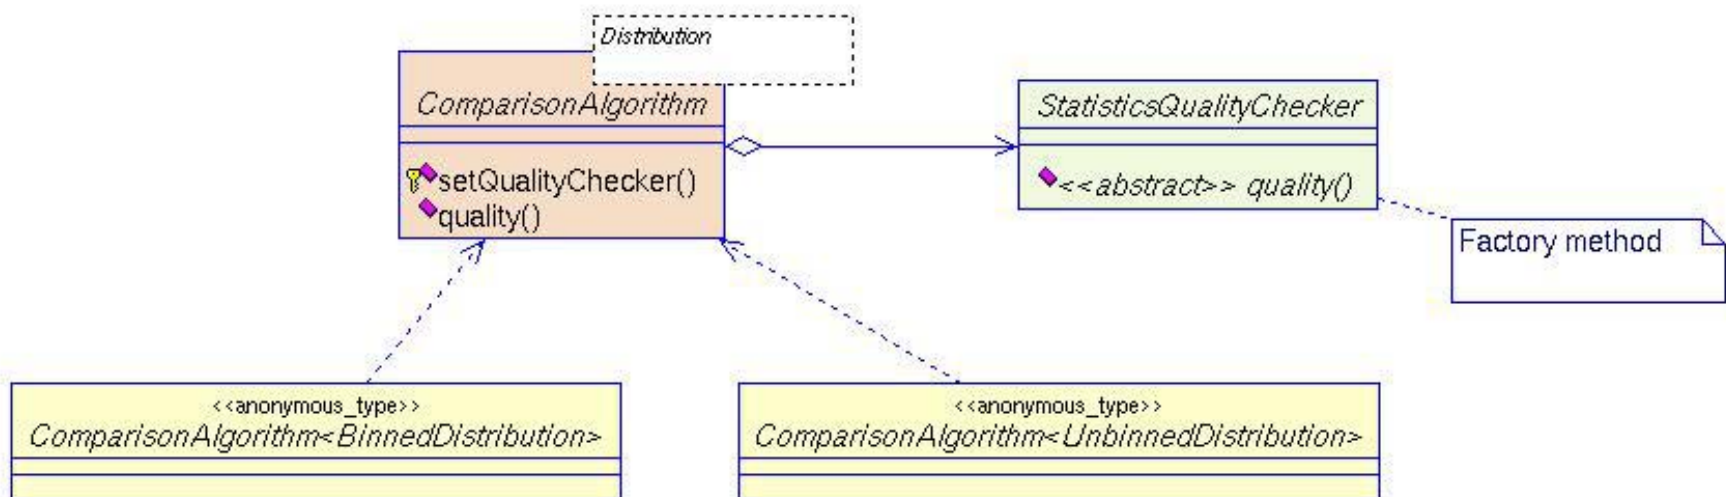 Distribution
ComparisonAlgorithm
StatisticsQualityChecker
setQualityChecker()
<<abstract>> quality()
quality()
Factory method
<<anonymous_type>>
ComparisonAlgorithm<BinnedDistribution>
<<anonymous_type>>
ComparisonAlgorithm<UnbinnedDistribution>